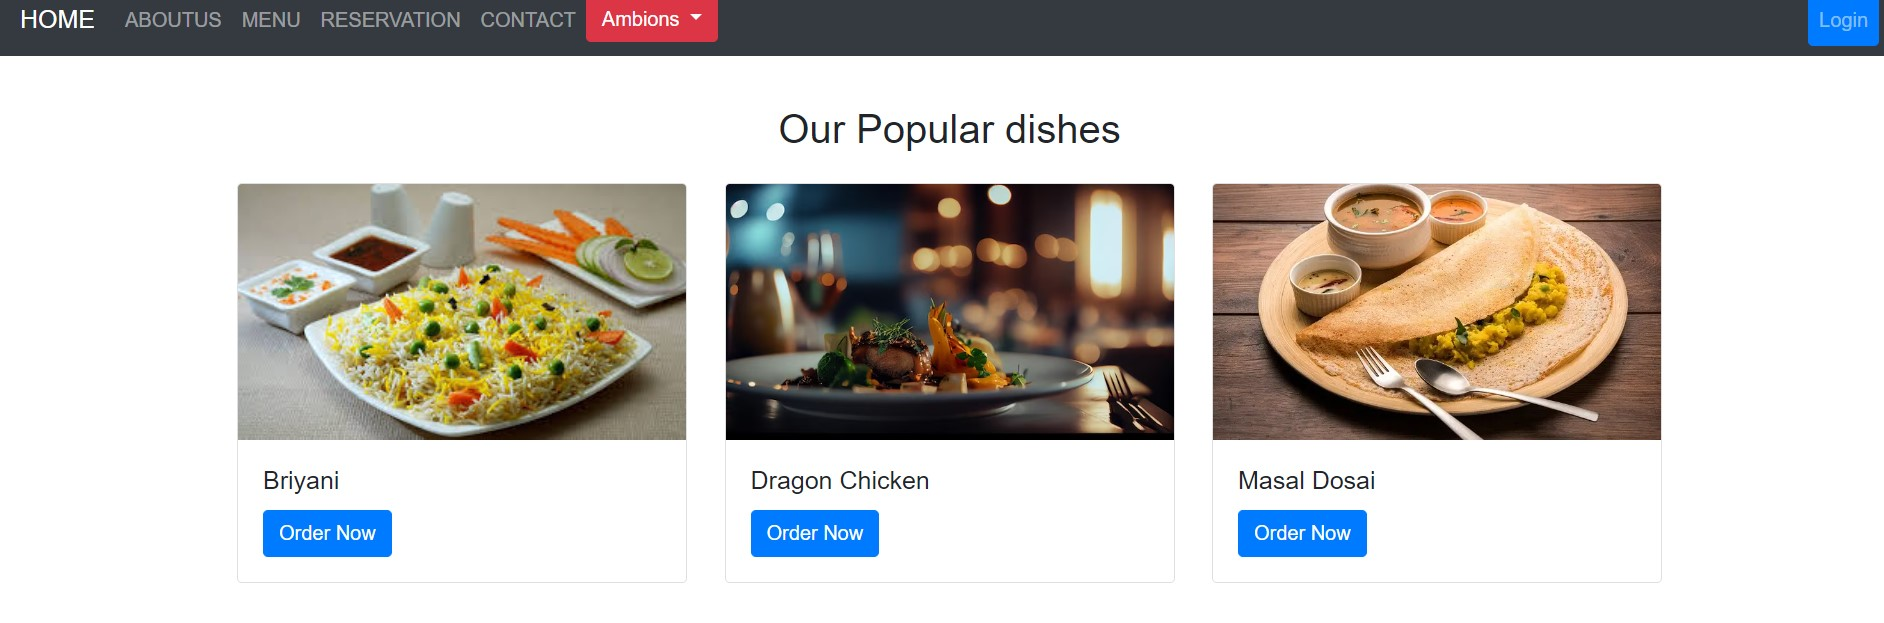 HOME ABOUTUS MENU RESERVATION CONTACT Ambions Login
Our Popular dishes
Briyani
Order Now
Dragon Chicken
Order Now
Masal Dosai
Order Now